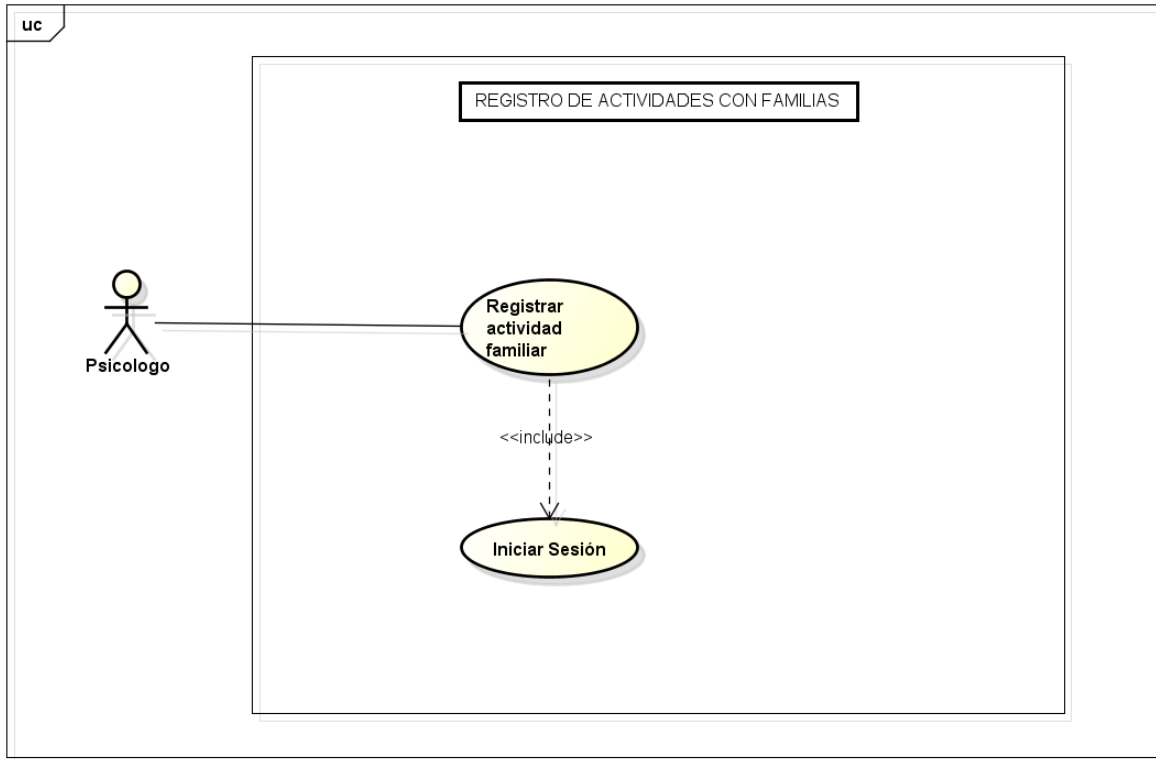 uc
REGISTRO DE ACTIVIDADES CON FAMILIAS
Registrar
actividad
familiar
Psicologo
<<include>>
Iniciar Sesión